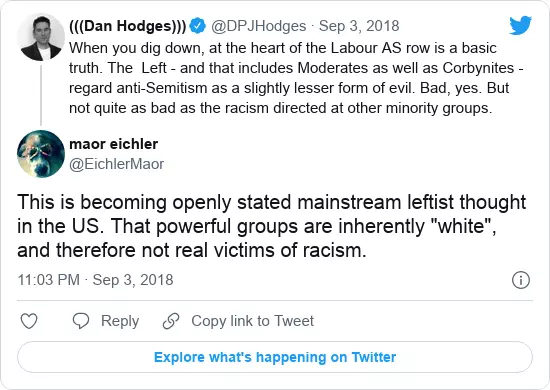 (((Dan Hodges))) @DPJHodges · Sep 3, 2018
When you dig down, at the heart of the Labour AS row is a basic
truth. The  Left - and that includes Moderates as well as Corbynites -
regard anti-Semitism as a slightly lesser form of evil. Bad, yes. But
not quite as bad as the racism directed at other minority groups.
maor eichler
@EichlerMaor
This is becoming openly stated mainstream leftist thought
in the US. That powerful groups are inherently "white",
and therefore not real victims of racism.
11:03 PM · Sep 3, 2018
Reply Copy link to Tweet
Explore what's happening on Twitter